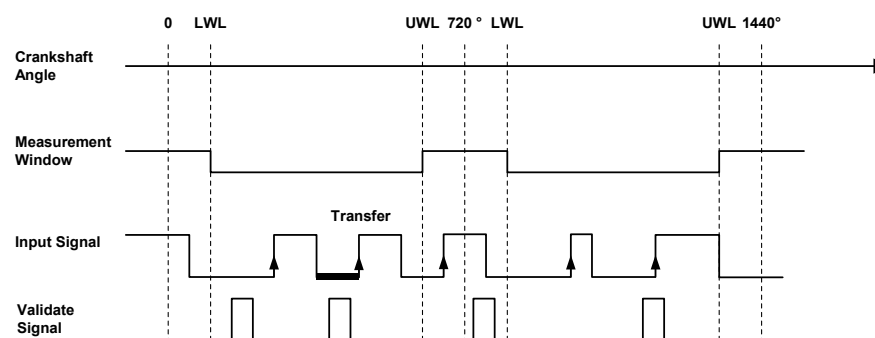 0 LWL UWL 720 ° LWL UWL 1440°
Crankshaft
Angle
Measurement
Window
Transfer
Input Signal
Validate
Signal